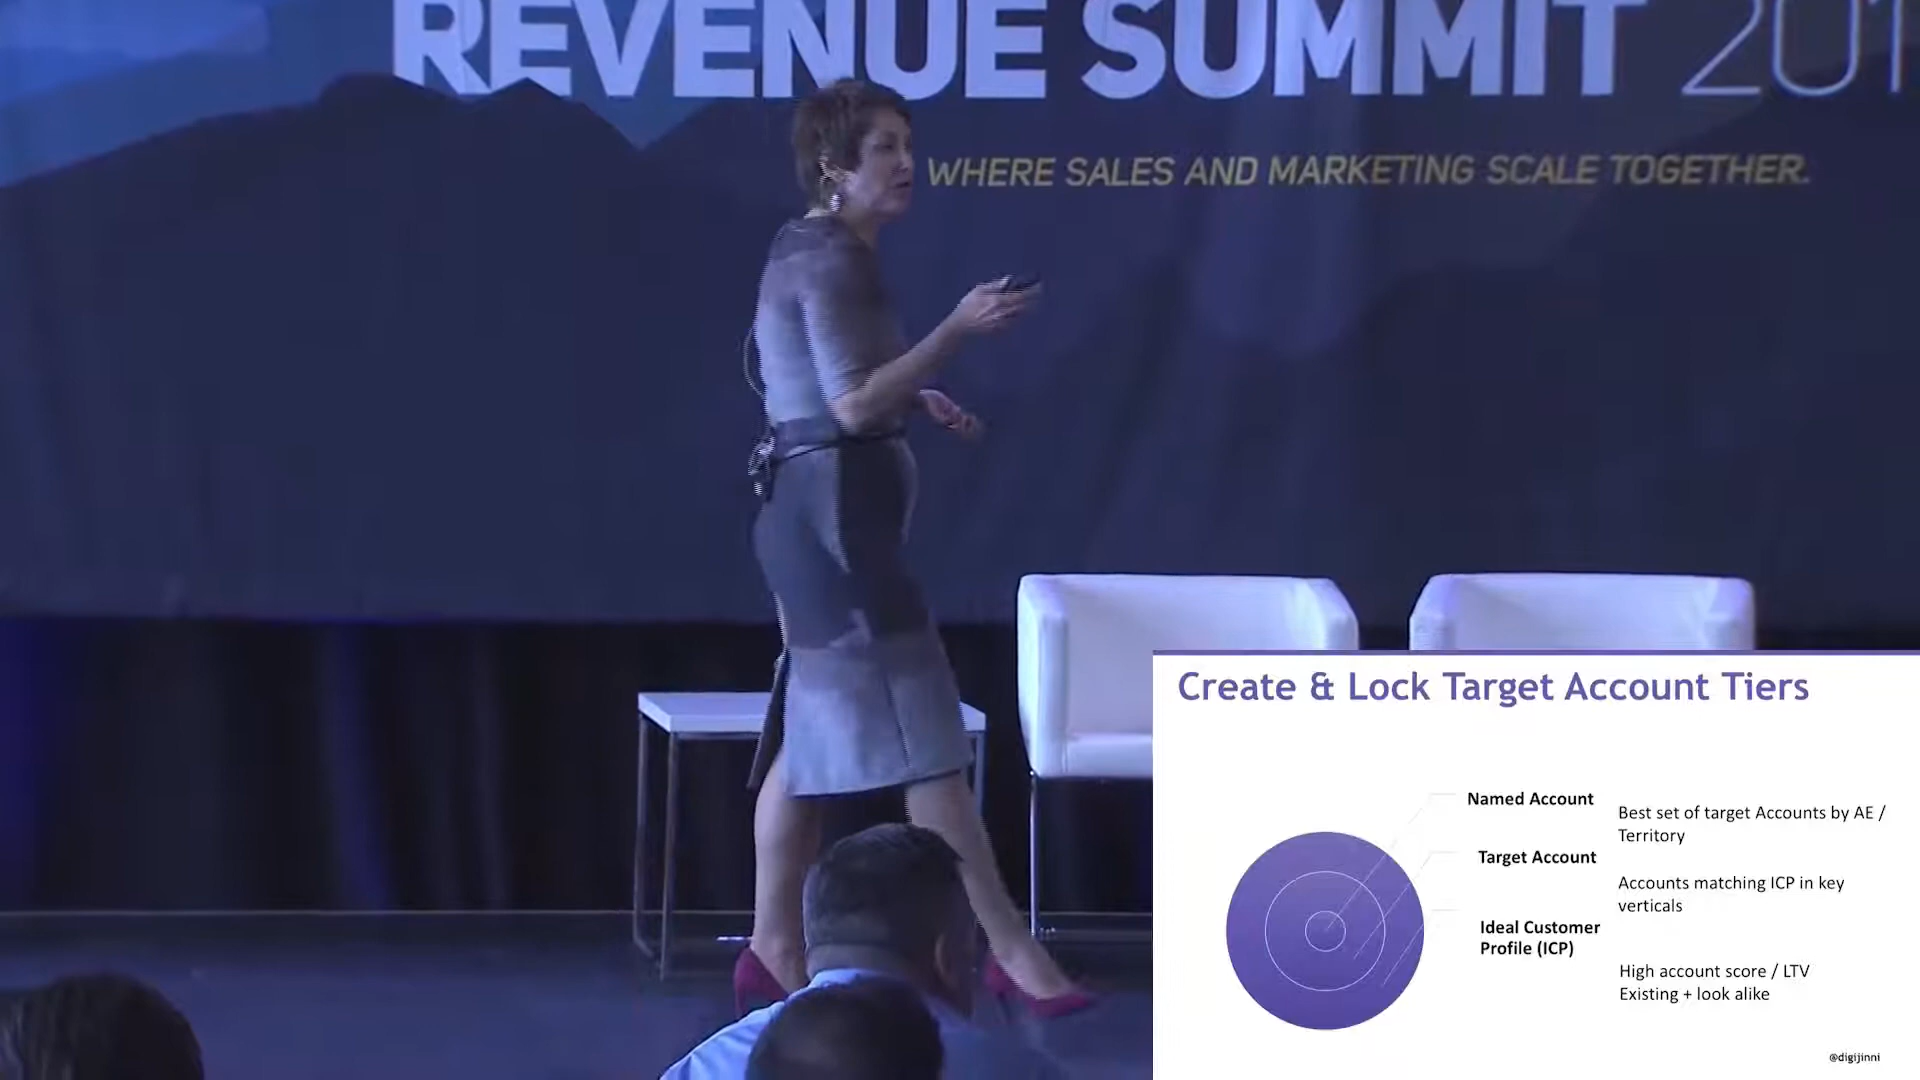 REVENUE SUMMIT 201
WHERE SALES AND MARKETING SCALE TOGETHER.
Create & Lock Target Account Tiers
Named Account
Best set of target Accounts by AE /
Territory
Target Account
Accounts matching ICP in key
verticals
Ideal Customer
Profile (ICP)
High account score / LTV
Existing + look alike
@digijinni